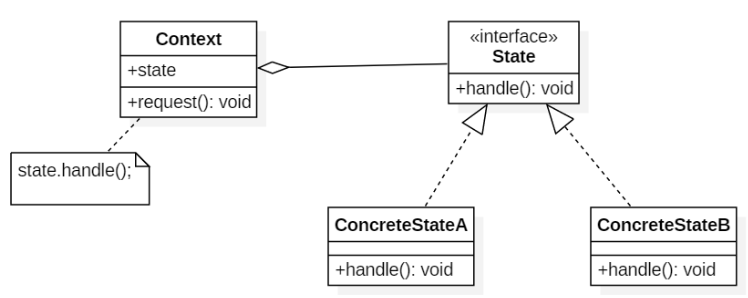 Context
+state
+request(): void
«interface»
State
+handle(): void
state.handle();
ConcreteStateA
+handle(): void
ConcreteStateB
+handle(): void